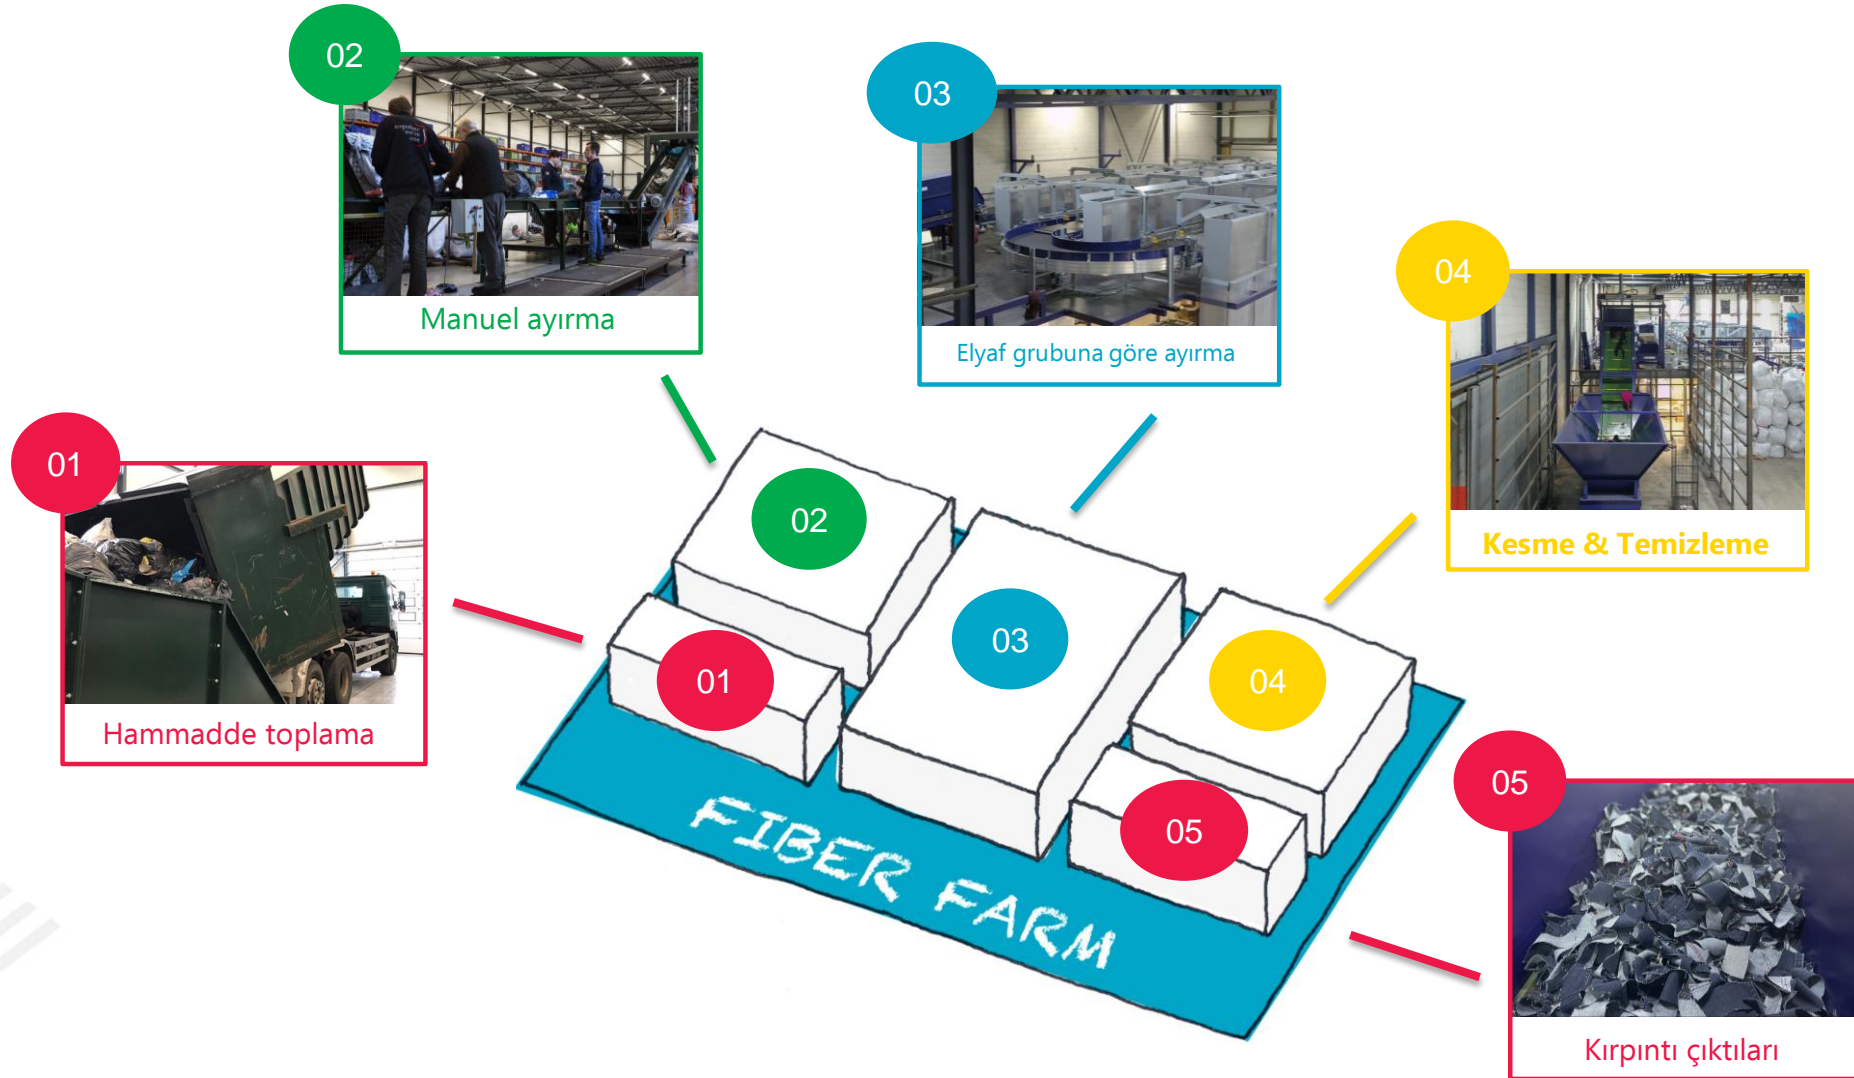 02
Manuel ayırma
03
Elyaf grubuna göre ayırma
04
Kesme & Temizleme
01
Hammadde toplama
02
03
01
04
05
FIBER FARM
05
Kırpıntı çıktıları